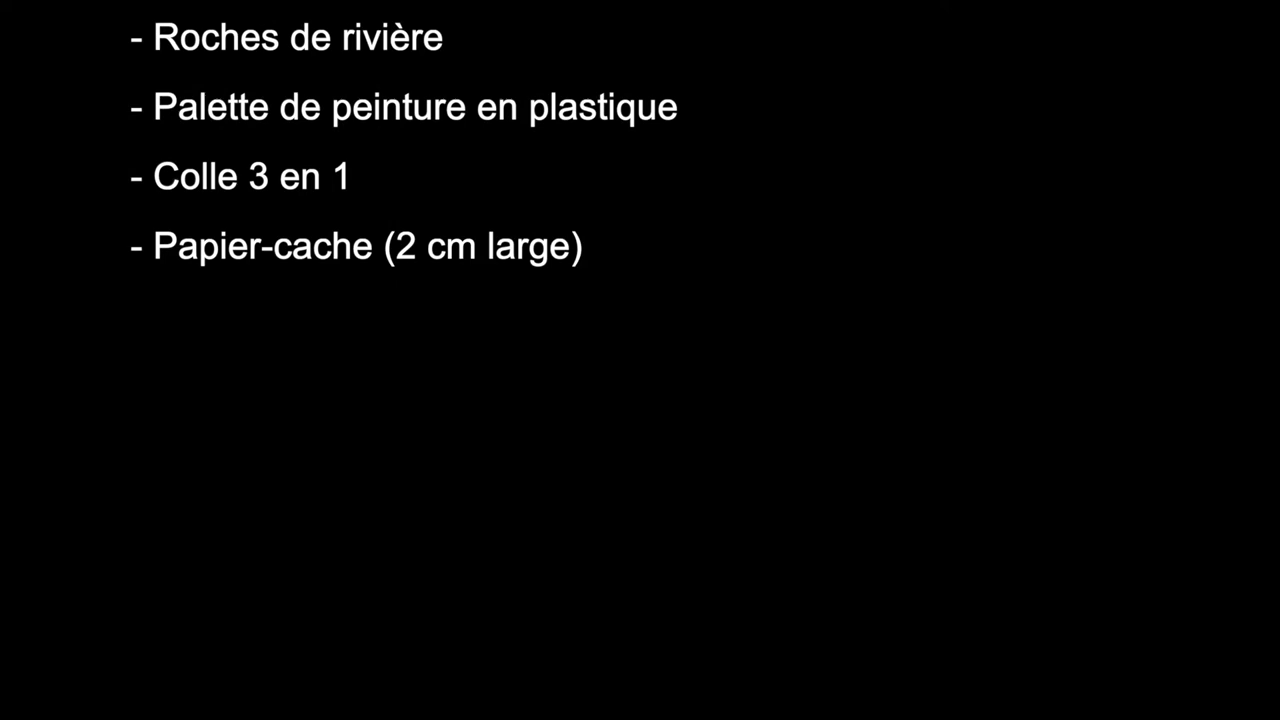 - Roches de rivière
- Palette de peinture en plastique
- Colle 3 en 1
- Papier-cache (2 cm large)